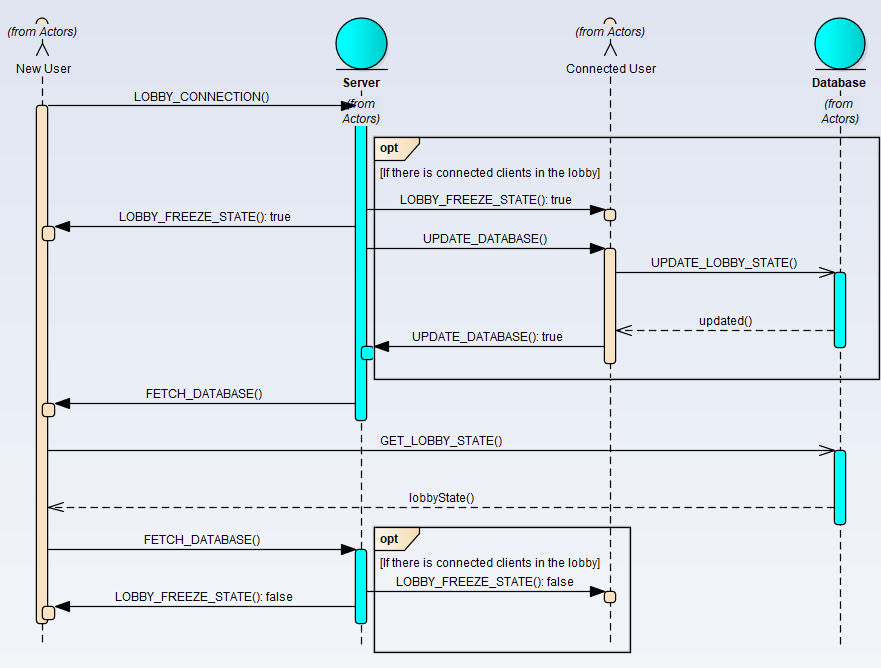 (from Actors)
New User
Server
(from
Actors)
(from Actors)
Connected User
Database
(from
Actors)
LOBBY_CONNECTION()
opt
[If there is connected clients in the lobby]
LOBBY_FREEZE_STATE(): true
LOBBY_FREEZE_STATE(): true
UPDATE_DATABASE()
UPDATE_LOBBY_STATE()
updated()
UPDATE_DATABASE(): true
FETCH_DATABASE()
GET_LOBBY_STATE()
lobbyState()
FETCH_DATABASE()
opt
[If there is connected clients in the lobby]
LOBBY_FREEZE_STATE(): false
LOBBY_FREEZE_STATE(): false